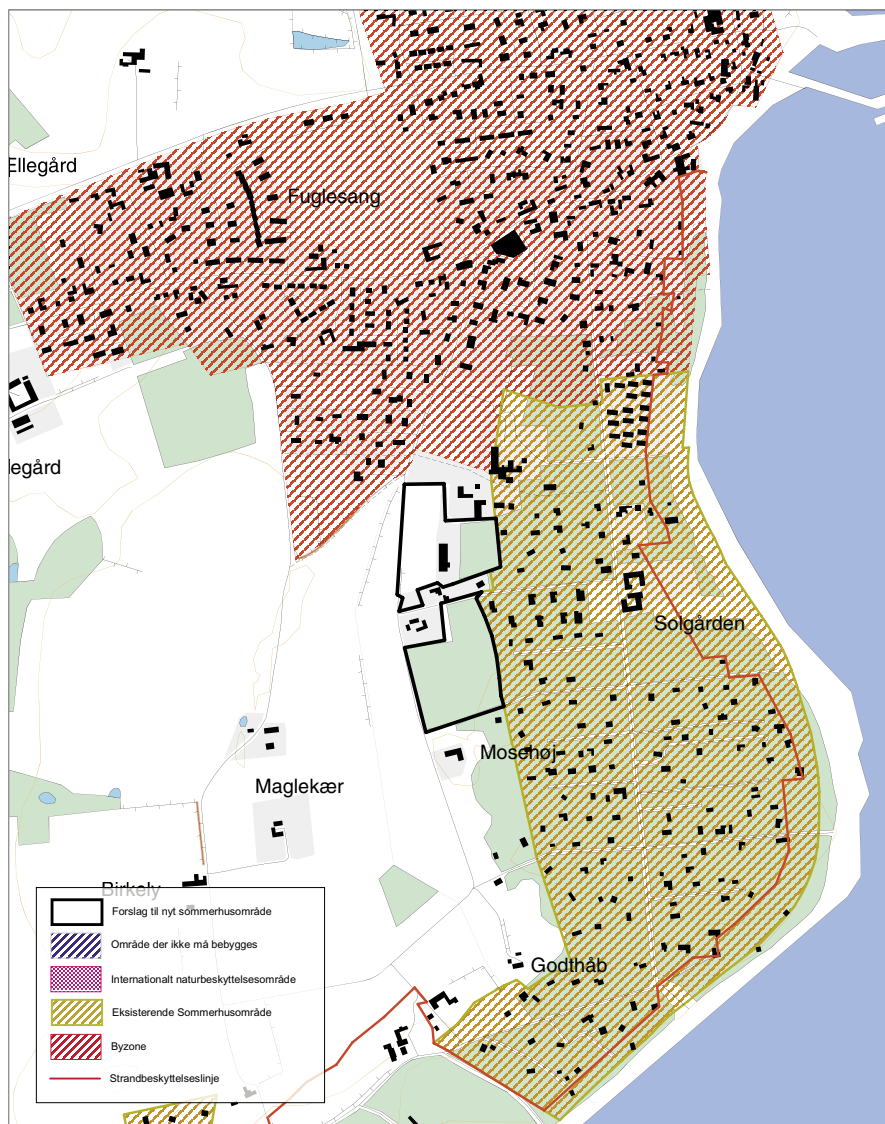 Ellegård
Fuglesang
legård
Solgården
Mosehøj
Maglekær
Birkely
Godthåb
Forslag til nyt sommerhusområde
Område der ikke må bebygges
Internationalt naturbeskyttelsesområde
Eksisterende Sommerhusområde
Byzone
Strandbeskyttelseslinje